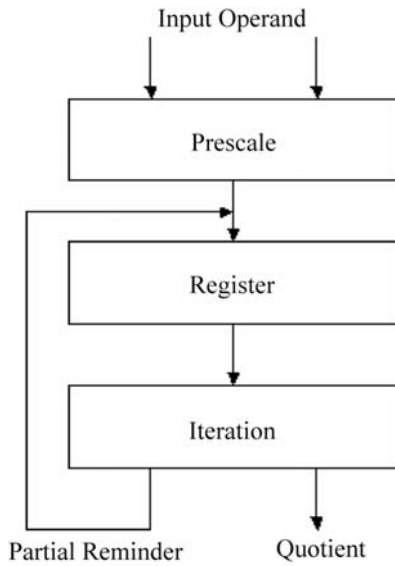 Input Operand
Prescale
Register
Iteration
Partial Reminder
Quotient